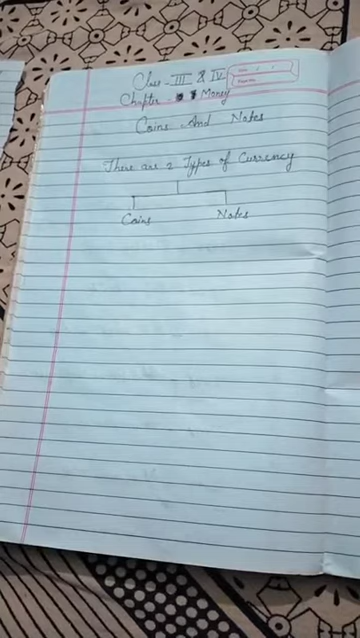 Class - III & IV
Chapter - Money
Coins And Notes
There are 2 Types of Currency
Coins Notes